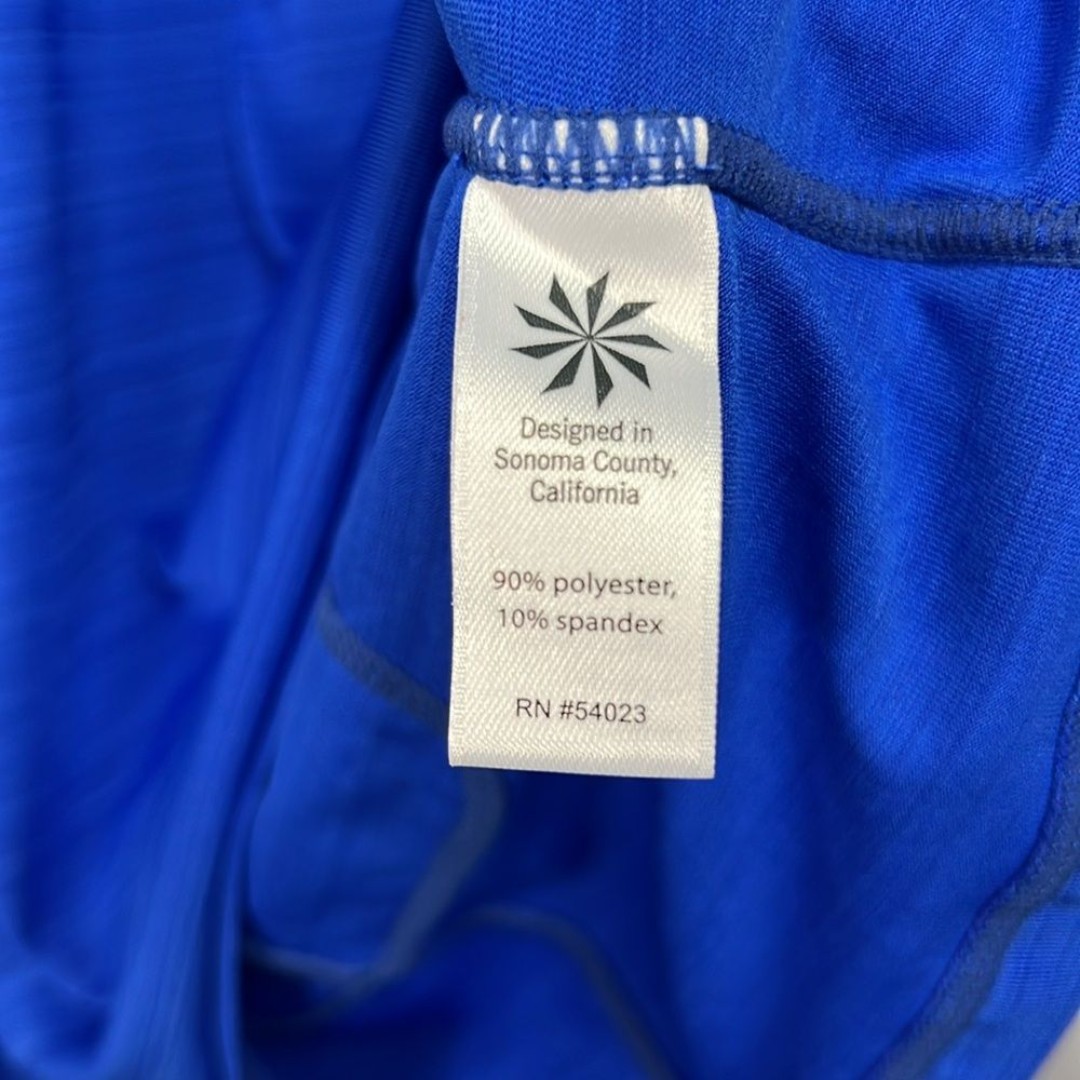 Designed in
Sonoma County,
California
90% polyester,
10% spandex
RN #54023